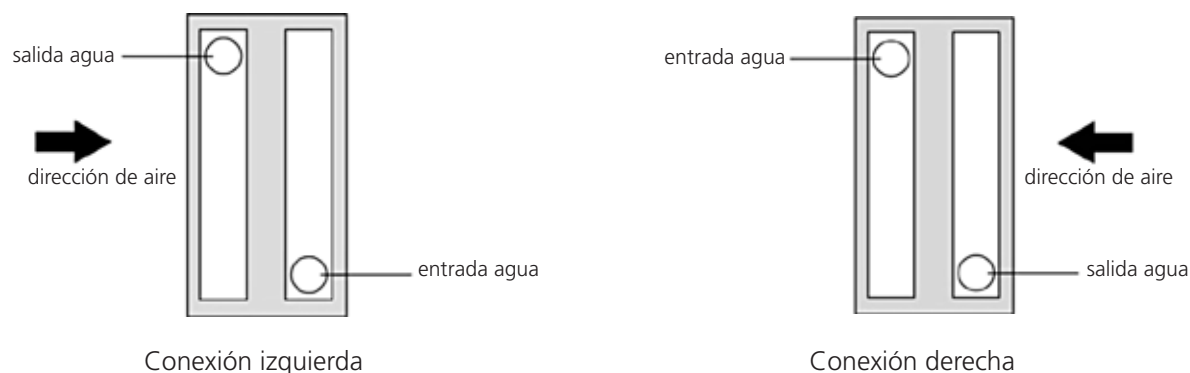 salida agua
dirección de aire
entrada agua
Conexión izquierda
entrada agua
dirección de aire
salida agua
Conexión derecha